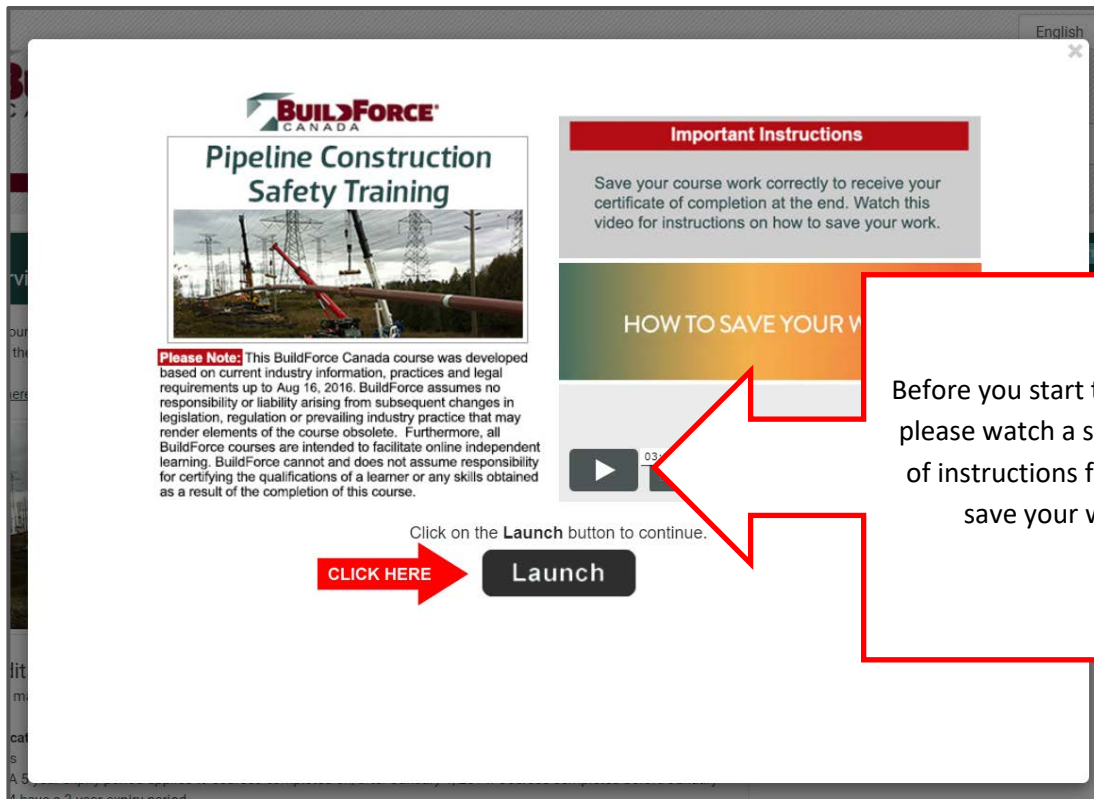 English
BUILDFORCE
CANADA
Pipeline Construction
Safety Training
Please Note: This BuildForce Canada course was developed
based on current industry information, practices and legal
requirements up to Aug 16, 2016. BuildForce assumes no
responsibility or liability arising from subsequent changes in
legislation, regulation or prevailing industry practice that may
render elements of the course obsolete. Furthermore, all
BuildForce courses are intended to facilitate online independent
learning. BuildForce cannot and does not assume responsibility
for certifying the qualifications of a learner or any skills obtained
as a result of the completion of this course.
Important Instructions
Save your course work correctly to receive your
certificate of completion at the end. Watch this
video for instructions on how to save your work.
HOW TO SAVE YOUR
03:
Before you start
please watch a
of instructions
save your
Click on the Launch button to continue.
CLICK HERE
Launch